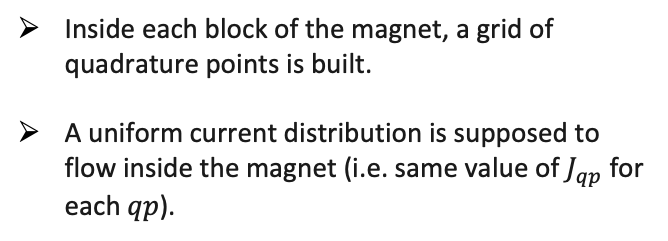 ➢ Inside each block of the magnet, a grid of
quadrature points is built.
➢ A uniform current distribution is supposed to
flow inside the magnet (i.e. same value of J_qp for
each qp).